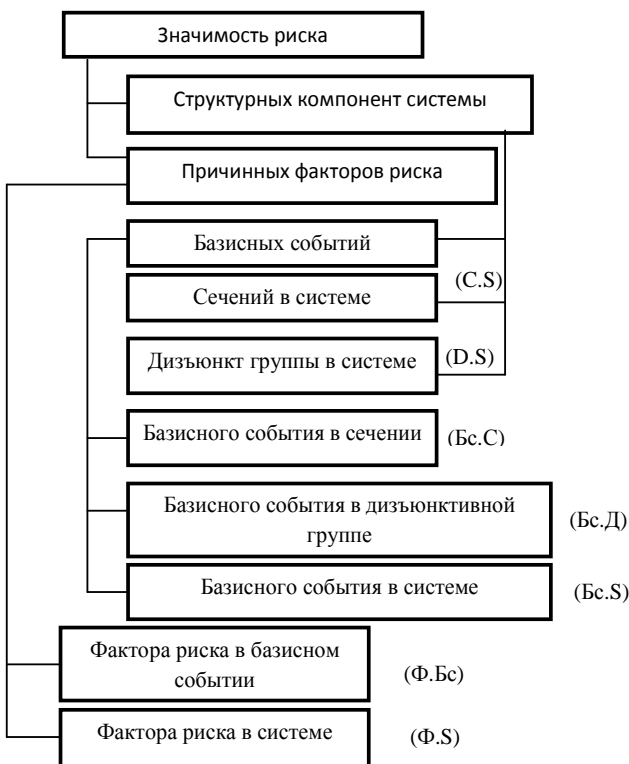 Значимость риска
Структурных компонент системы
Причинных факторов риска
Базисных событий
Сечений в системе
(C.S)
Дизъюнкт группы в системе
(D.S)
Базисного события в сечении
(Бс.С)
Базисного события в дизъюнктивной
группе
(Бс.Д)
Базисного события в системе
(Бс.S)
Фактора риска в базисном
событии
(Ф.Бс)
Фактора риска в системе
(Ф.S)